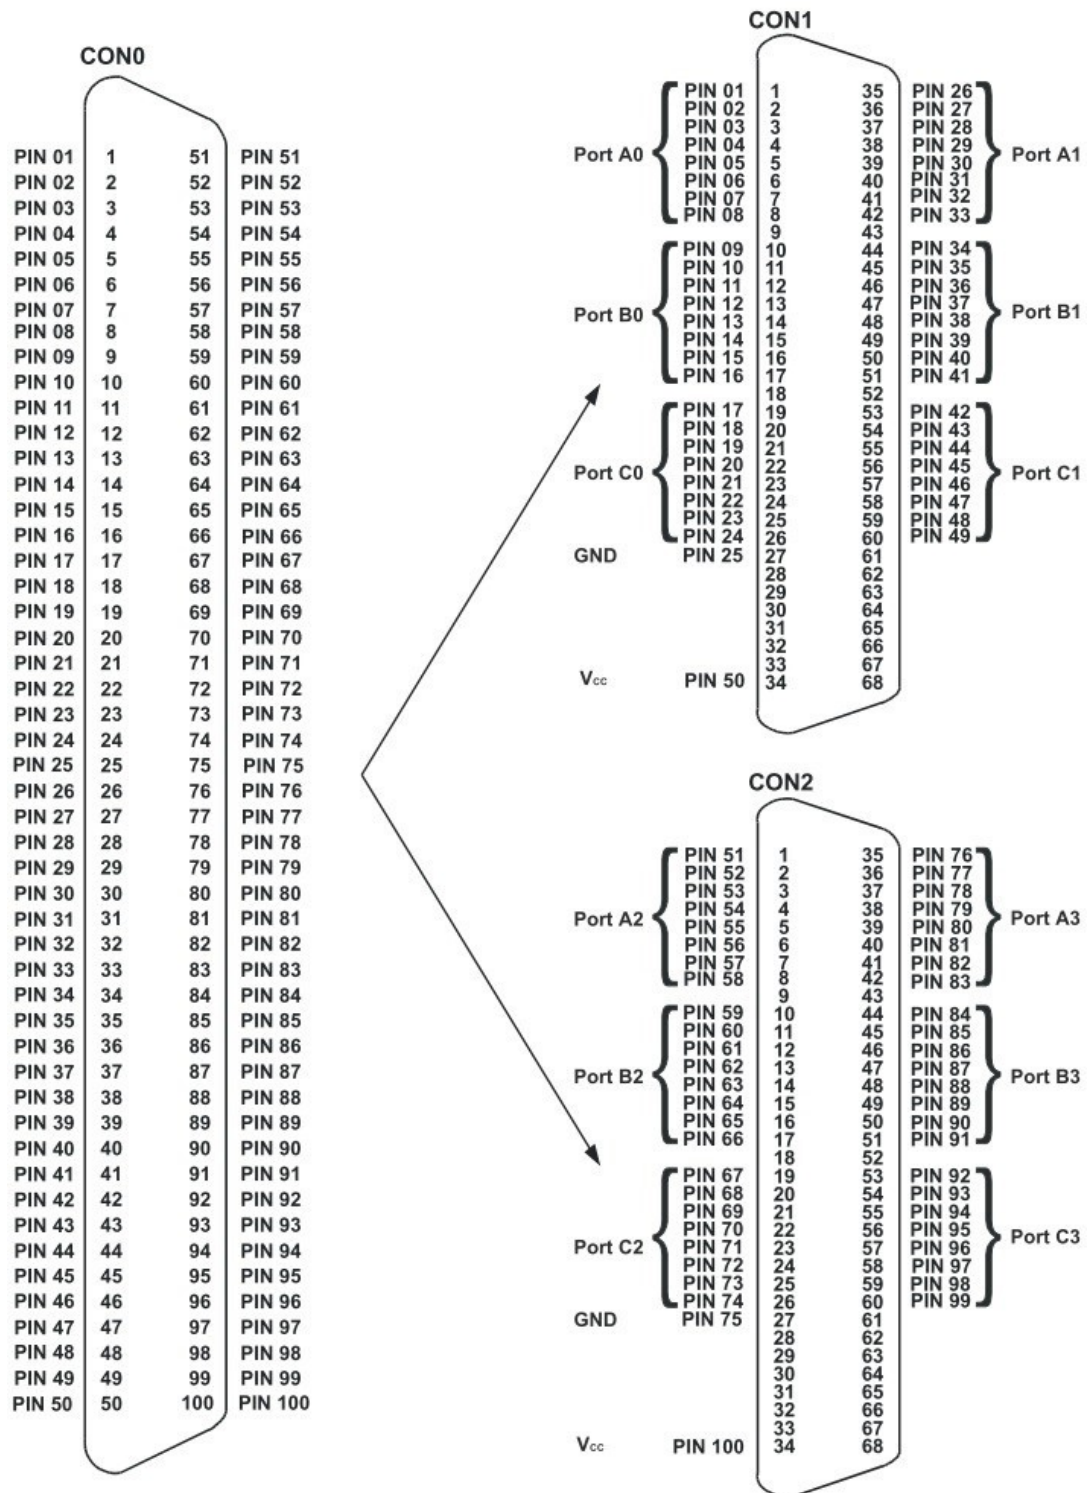 CON0
PIN 01 1 51 PIN 51
PIN 02 2 52 PIN 52
PIN 03 3 53 PIN 53
PIN 04 4 54 PIN 54
PIN 05 5 55 PIN 55
PIN 06 6 56 PIN 56
PIN 07 7 57 PIN 57
PIN 08 8 58 PIN 58
PIN 09 9 59 PIN 59
PIN 10 10 60 PIN 60
PIN 11 11 61 PIN 61
PIN 12 12 62 PIN 62
PIN 13 13 63 PIN 63
PIN 14 14 64 PIN 64
PIN 15 15 65 PIN 65
PIN 16 16 66 PIN 66
PIN 17 17 67 PIN 67
PIN 18 18 68 PIN 68
PIN 19 19 69 PIN 69
PIN 20 20 70 PIN 70
PIN 21 21 71 PIN 71
PIN 22 22 72 PIN 72
PIN 23 23 73 PIN 73
PIN 24 24 74 PIN 74
PIN 25 25 75 PIN 75
PIN 26 26 76 PIN 76
PIN 27 27 77 PIN 77
PIN 28 28 78 PIN 78
PIN 29 29 79 PIN 79
PIN 30 30 80 PIN 80
PIN 31 31 81 PIN 81
PIN 32 32 82 PIN 82
PIN 33 33 83 PIN 83
PIN 34 34 84 PIN 84
PIN 35 35 85 PIN 85
PIN 36 36 86 PIN 86
PIN 37 37 87 PIN 87
PIN 38 38 88 PIN 88
PIN 39 39 89 PIN 89
PIN 40 40 90 PIN 90
PIN 41 41 91 PIN 91
PIN 42 42 92 PIN 92
PIN 43 43 93 PIN 93
PIN 44 44 94 PIN 94
PIN 45 45 95 PIN 95
PIN 46 46 96 PIN 96
PIN 47 47 97 PIN 97
PIN 48 48 98 PIN 98
PIN 49 49 99 PIN 99
PIN 50 50 100 PIN 100
CON1
PIN 01 1 35 PIN 26
PIN 02 2 36 PIN 27
PIN 03 3 37 PIN 28
Port A0 PIN 04 4 38 PIN 29 Port A1
PIN 05 5 39 PIN 30
PIN 06 6 40 PIN 31
PIN 07 7 41 PIN 32
PIN 08 8 42 PIN 33
9 43
PIN 09 10 44 PIN 34
PIN 10 11 45 PIN 35
PIN 11 12 46 PIN 36
PIN 12 13 47 PIN 37
Port B0 PIN 13 14 48 PIN 38 Port B1
PIN 14 15 49 PIN 39
PIN 15 16 50 PIN 40
PIN 16 17 51 PIN 41
18 52
PIN 17 19 53 PIN 42
PIN 18 20 54 PIN 43
PIN 19 21 55 PIN 44
Port C0 PIN 20 22 56 PIN 45 Port C1
PIN 21 23 57 PIN 46
PIN 22 24 58 PIN 47
PIN 23 25 59 PIN 48
PIN 24 26 60 PIN 49
GND PIN 25 27 61
28 62
29 63
30 64
31 65
32 66
33 67
Vcc PIN 50 34 68
CON2
PIN 51 1 35 PIN 76
PIN 52 2 36 PIN 77
PIN 53 3 37 PIN 78
Port A2 PIN 54 4 38 PIN 79 Port A3
PIN 55 5 39 PIN 80
PIN 56 6 40 PIN 81
PIN 57 7 41 PIN 82
PIN 58 8 42 PIN 83
9 43
PIN 59 10 44 PIN 84
PIN 60 11 45 PIN 85
PIN 61 12 46 PIN 86
Port B2 PIN 62 13 47 PIN 87 Port B3
PIN 63 14 48 PIN 88
PIN 64 15 49 PIN 89
PIN 65 16 50 PIN 90
PIN 66 17 51 PIN 91
18 52
PIN 67 19 53 PIN 92
PIN 68 20 54 PIN 93
PIN 69 21 55 PIN 94
PIN 70 22 56 PIN 95 Port C3
Port C2 PIN 71 23 57 PIN 96
PIN 72 24 58 PIN 97
PIN 73 25 59 PIN 98
PIN 74 26 60 PIN 99
GND PIN 75 27 61
28 62
29 63
30 64
31 65
32 66
33 67
Vcc PIN 100 34 68